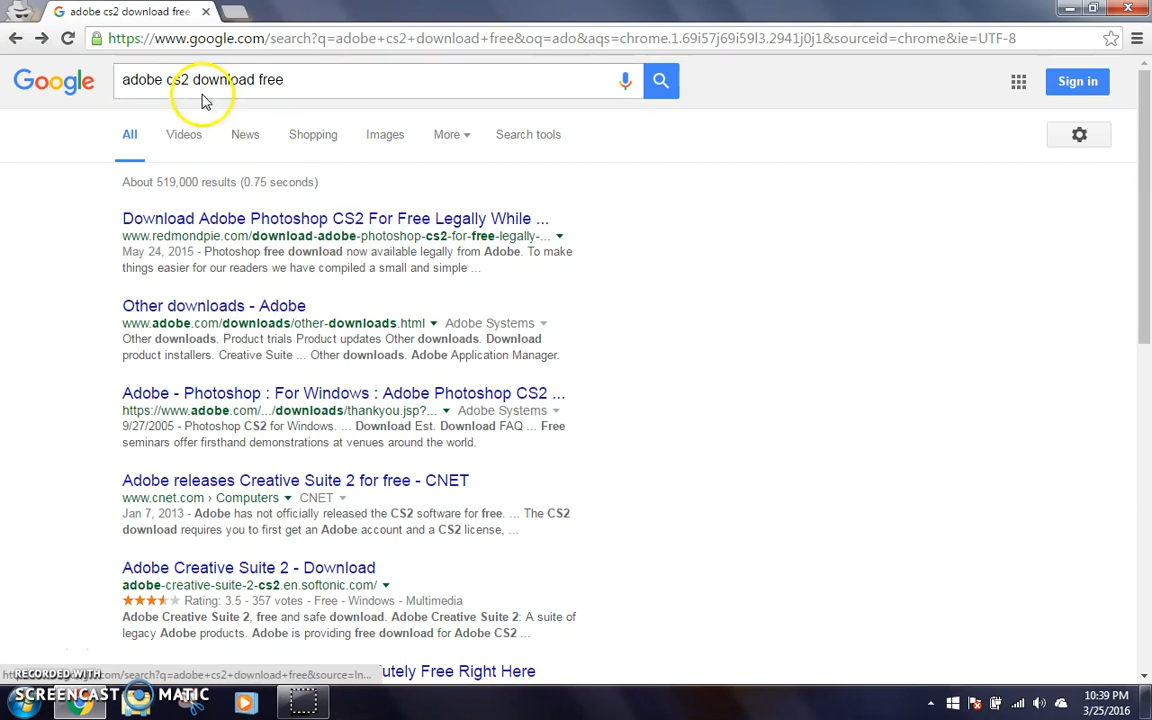 adobe cs2 download free
https://www.google.com/search?q=adobe+cs2+download+free&oq=ado&aqs=chrome.1.69i57j69i59l3.2941j0j1&sourceid=chrome&ie=UTF-8
Google
adobe cs2 download free
Sign in
All Videos News Shopping Images More Search tools
About 519,000 results (0.75 seconds)
Download Adobe Photoshop CS2 For Free Legally While ...
www.redmondpie.com/download-adobe-photoshop-cs2-for-free-legally-...
May 24, 2015 - Photoshop free download now available legally from Adobe. To make
things easier for our readers we have compiled a small and simple ...
Other downloads - Adobe
www.adobe.com/downloads/other-downloads.html Adobe Systems
Other downloads. Product trials Product updates Other downloads. Download
product installers. Creative Suite ... Other downloads. Adobe Application Manager.
Adobe - Photoshop : For Windows : Adobe Photoshop CS2 ...
https://www.adobe.com/.../downloads/thankyou.jsp?... Adobe Systems
9/27/2005 - Photoshop CS2 for Windows. ... Download Est. Download FAQ ... Free
seminars offer firsthand demonstrations at venues around the world.
Adobe releases Creative Suite 2 for free - CNET
www.cnet.com › Computers CNET
Jan 7, 2013 - Adobe has not officially released the CS2 software for free. ... The CS2
download requires you to first get an Adobe account and a CS2 license, ...
Adobe Creative Suite 2 - Download
adobe-creative-suite-2-cs2.en.softonic.com/
Rating: 3.5 - 357 votes - Free - Windows - Multimedia
Adobe Creative Suite 2, free and safe download. Adobe Creative Suite 2: A suite of
legacy Adobe products. Adobe is providing free download for Adobe CS2 ...
utely Free Right Here
.com/search?q=adobe+cs2+download+free&source=ln...
RECORDED WITH
SCREENCAST MATIC
10:39 PM
3/25/2016